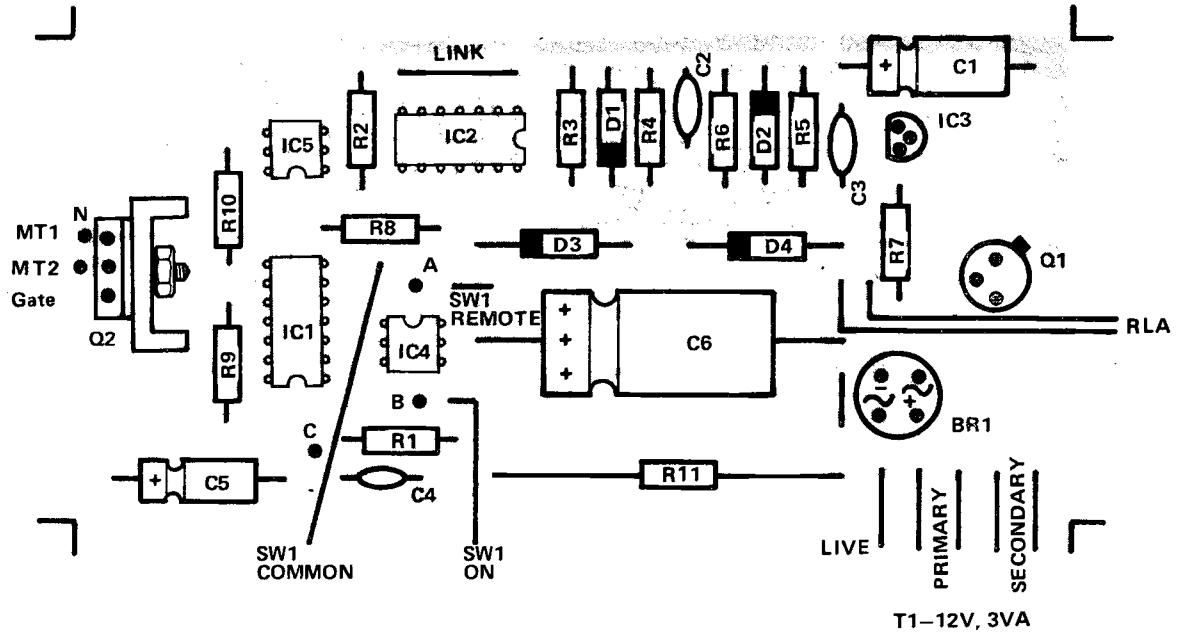 LINK
C2
C1
IC3
R2
IC5
IC2
R3
D1
R4
R6
D2
R5
C3
R10
N
MT1
MT2
Gate
Q2
R8
D3
D4
R7
Q1
A
SW1
REMOTE
IC1
IC4
C6
RLA
R9
B
BR1
C
R1
C5
C4
R11
SW1
COMMON
SW1
ON
LIVE
PRIMARY
SECONDARY
T1–12V, 3VA